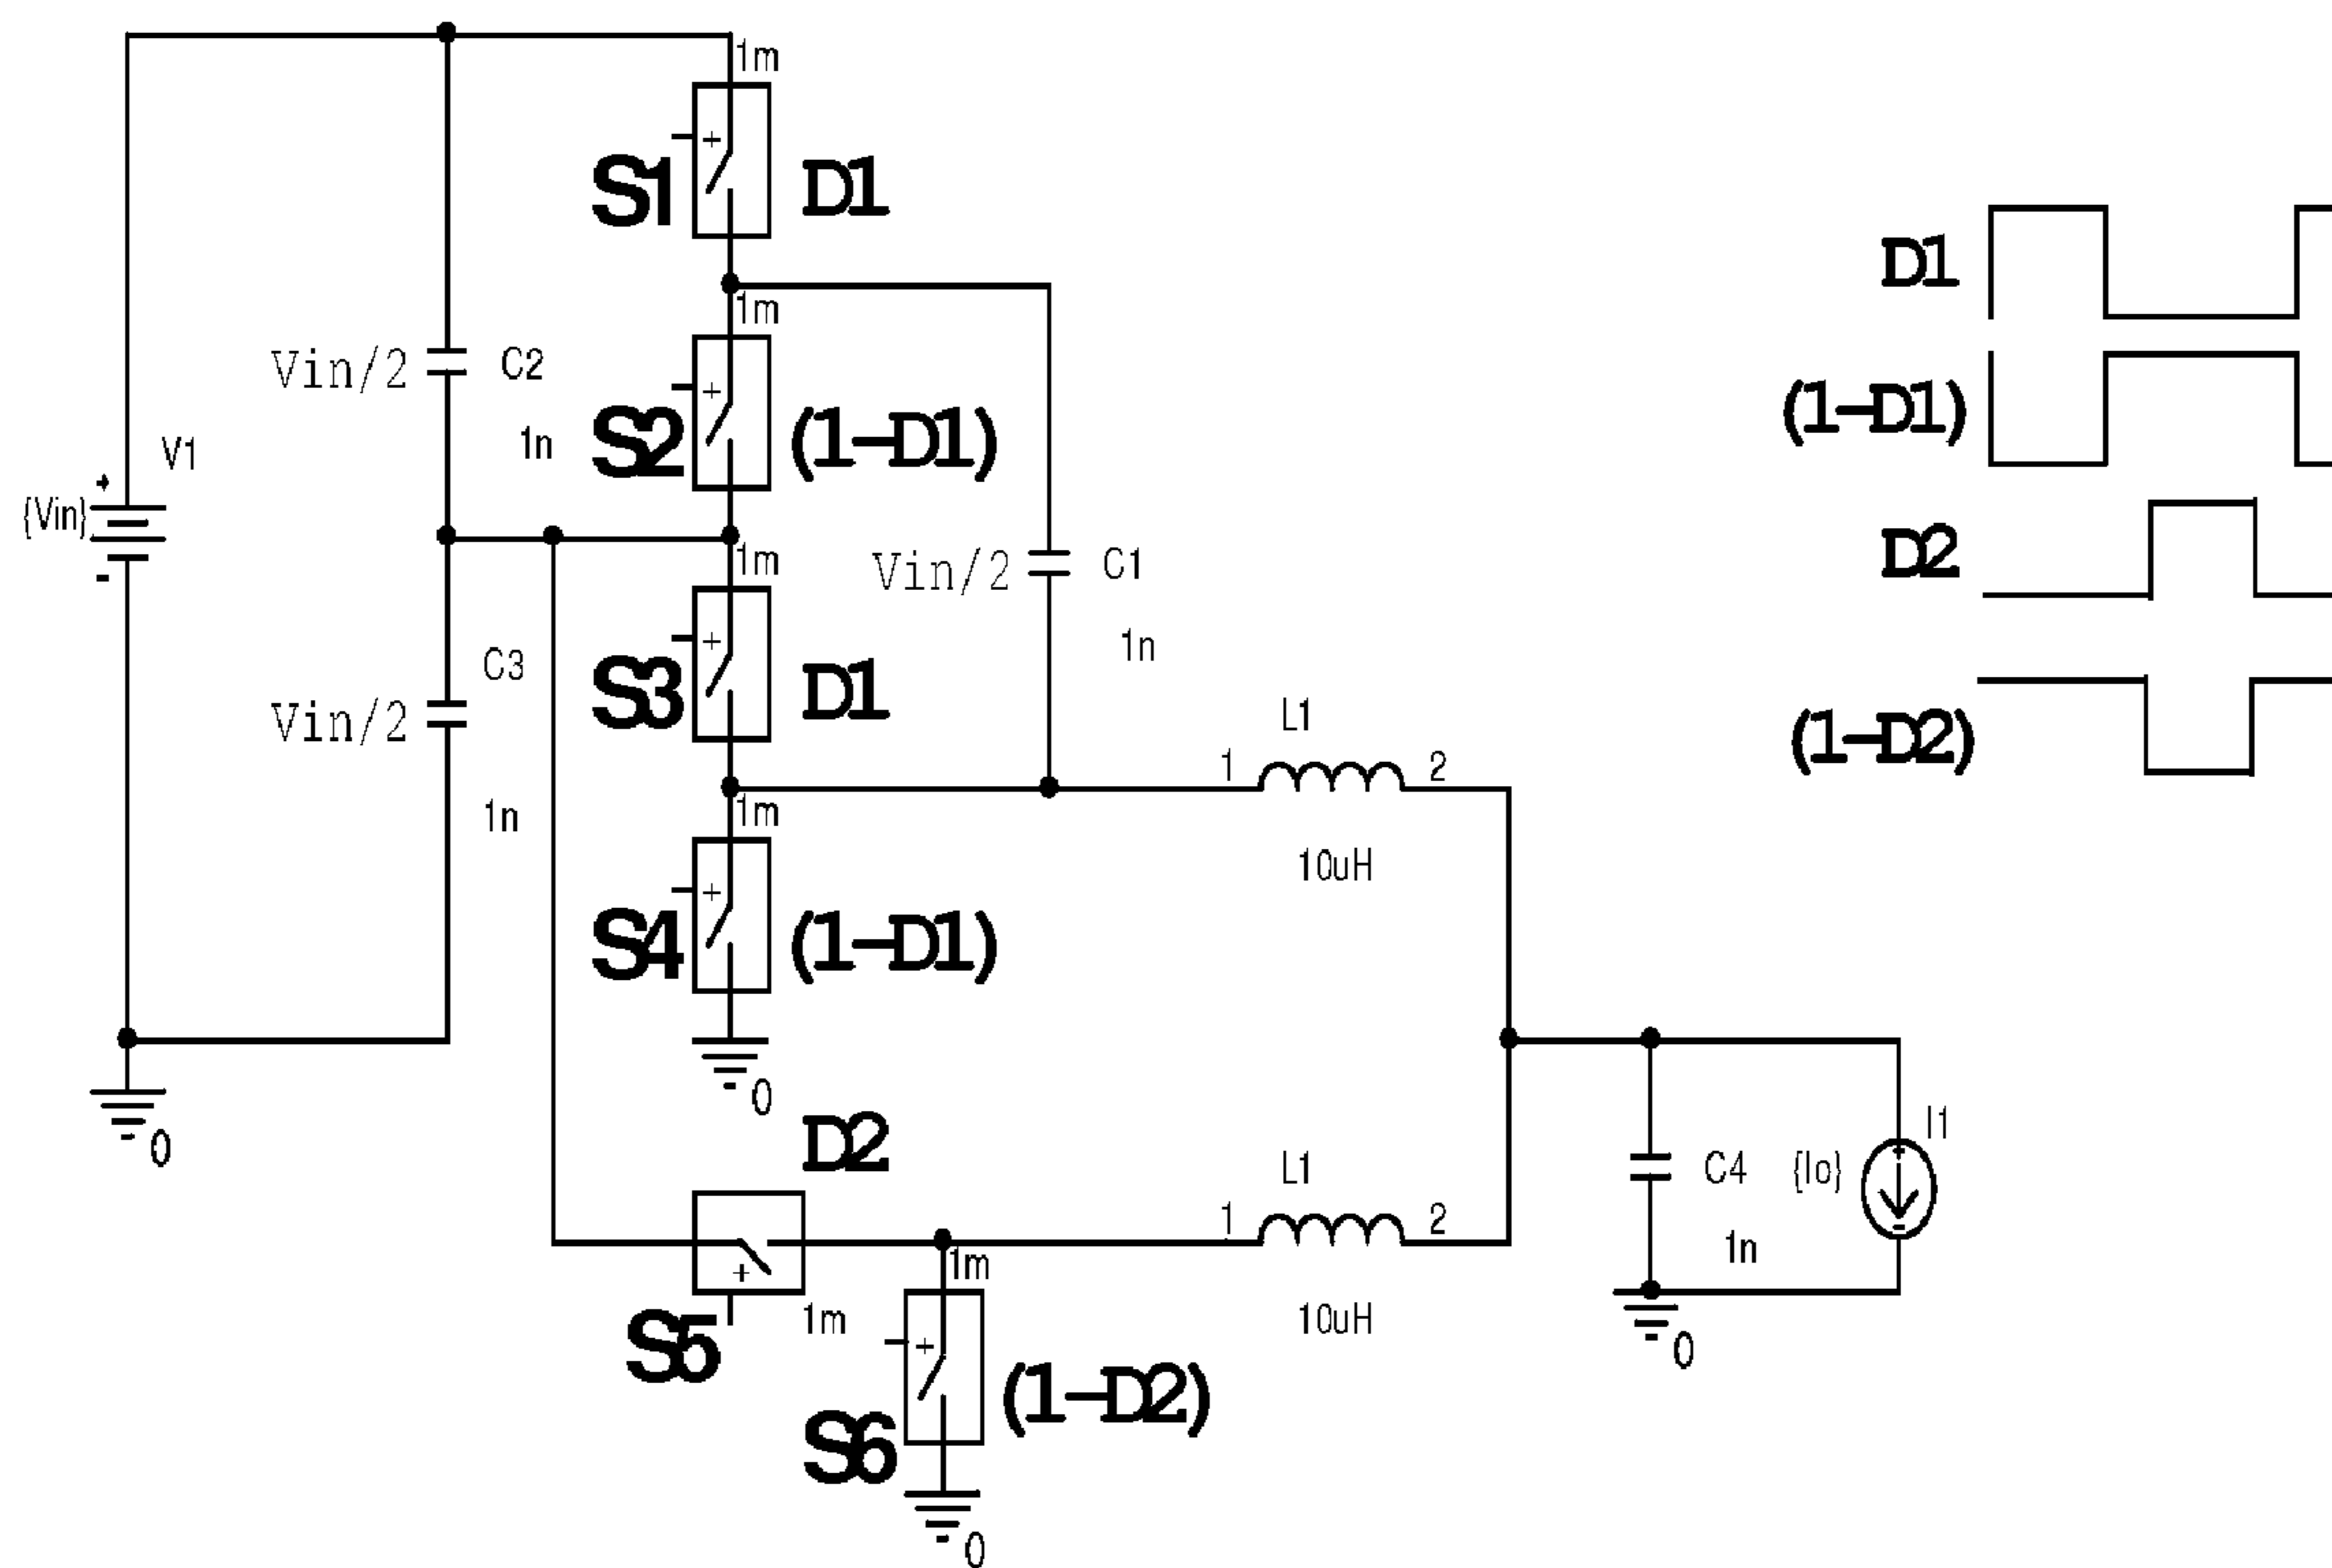 1m
+
S1
D1
1m
+
S2
(1-D1)
Vin/2
C2
1n
V1
+
{Vin}
-
1m
+
S3
D1
Vin/2
C1
1n
C3
Vin/2
1n
1m
+
S4
(1-D1)
0
0
L1
1
2
10uH
D2
+
S5
1m
1m
+
S6
(1-D2)
0
L1
1
2
10uH
C4
1n
{Io}
I1
+
-
0
D1
(1-D1)
D2
(1-D2)